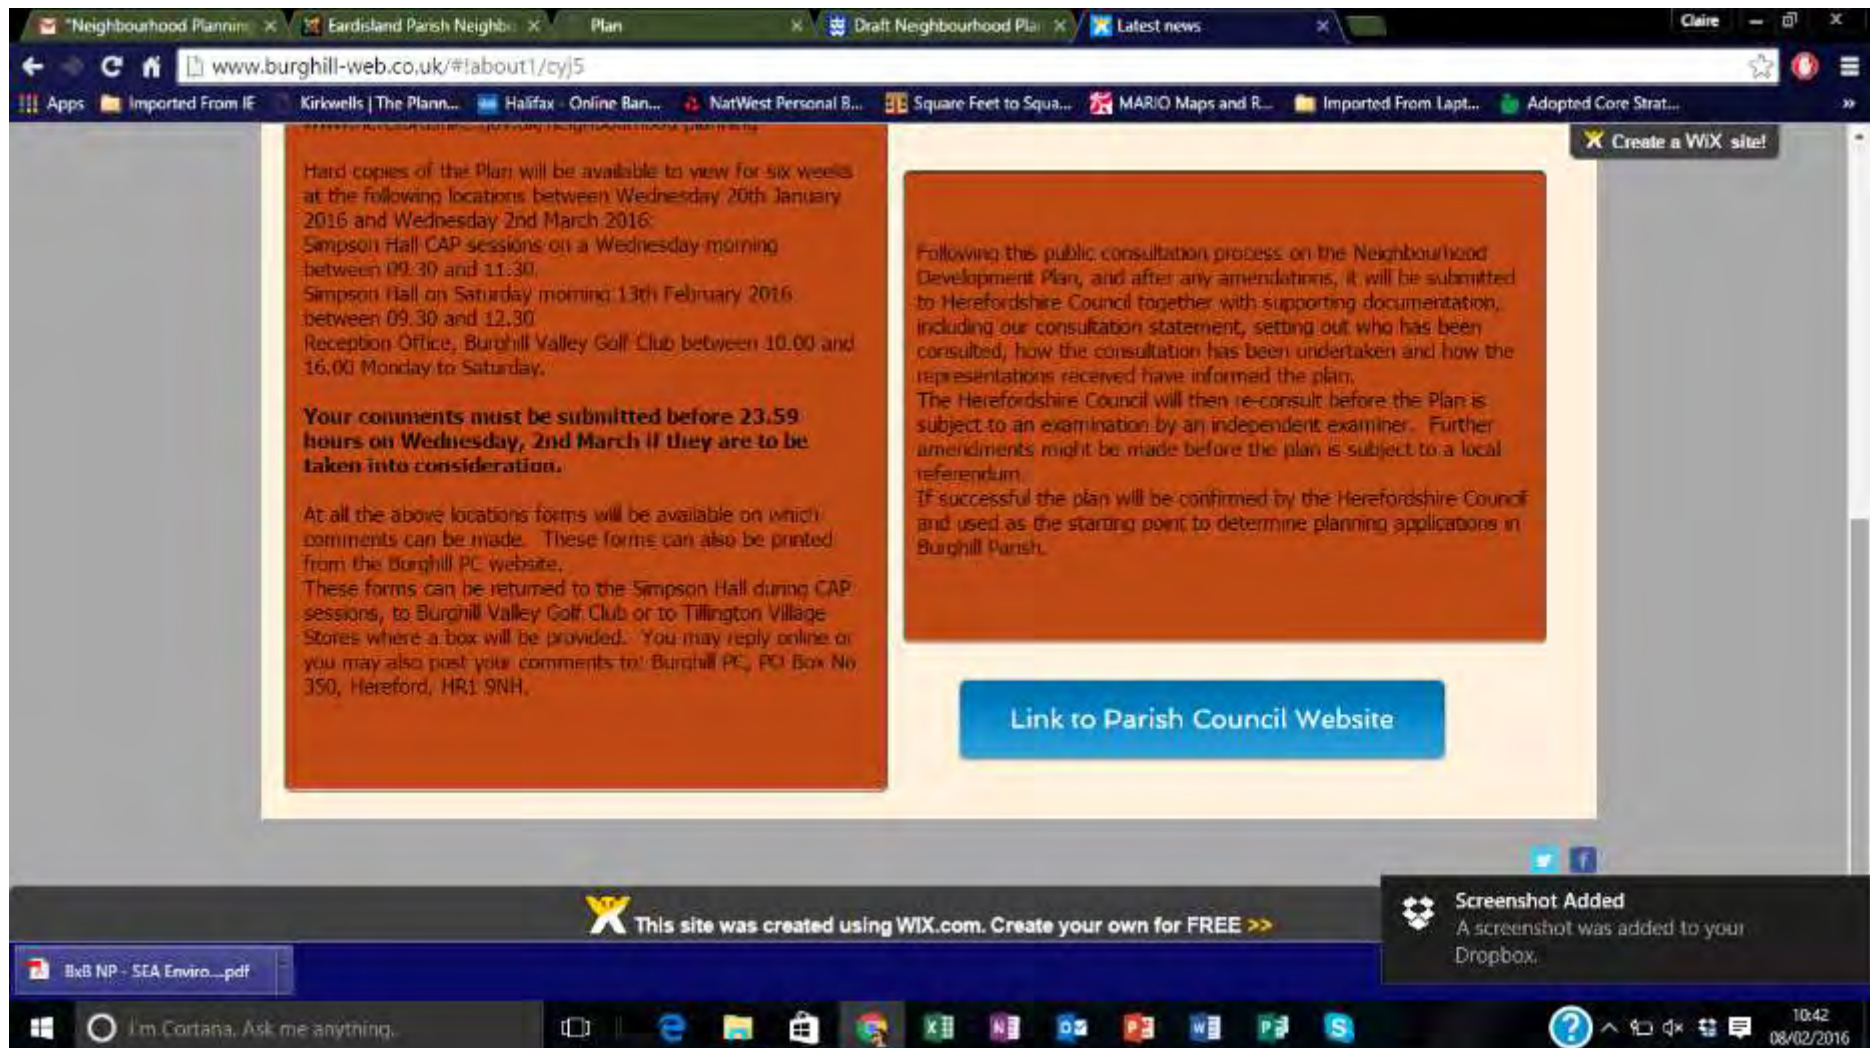 "Neighbourhood Planning
Eardisland Parish Neighbo
Plan
Draft Neighbourhood Plan
Latest news
Claire
www.burghill-web.co.uk/#!about1/cyj5
Apps
Imported From IE
Kirkwells | The Plann...
Halifax - Online Ban...
NatWest Personal B...
Square Feet to Squa...
MARIO Maps and R...
Imported From Lapt...
Adopted Core Strat...
»
Create a WiX site!
www.herefordshire.gov.uk/neighbourhood-planning
Hard copies of the Plan will be available to view for six weeks
at the following locations between Wednesday 20th January
2016 and Wednesday 2nd March 2016:
Simpson Hall CAP sessions on a Wednesday morning
between 09.30 and 11.30.
Simpson Hall on Saturday morning 13th February 2016
between 09.30 and 12.30
Reception Office, Burghill Valley Golf Club between 10.00 and
16.00 Monday to Saturday.
Your comments must be submitted before 23.59
hours on Wednesday, 2nd March if they are to be
taken into consideration.
At all the above locations forms will be available on which
comments can be made. These forms can also be printed
from the Burghill PC website.
These forms can be returned to the Simpson Hall during CAP
sessions, to Burghill Valley Golf Club or to Tillington Village
Stores where a box will be provided. You may reply online or
you may also post your comments to: Burghill PC, PO Box No
350, Hereford, HR1 9NH.
Following this public consultation process on the Neighbourhood
Development Plan, and after any amendations, it will be submitted
to Herefordshire Council together with supporting documentation,
including our consultation statement, setting out who has been
consulted, how the consultation has been undertaken and how the
representations received have informed the plan.
The Herefordshire Council will then re-consult before the Plan is
subject to an examination by an independent examiner. Further
amendments might be made before the plan is subject to a local
referendum.
If successful the plan will be confirmed by the Herefordshire Council
and used as the starting point to determine planning applications in
Burghill Parish.
Link to Parish Council Website
This site was created using WIX.com. Create your own for FREE >>
Screenshot Added
A screenshot was added to your
Dropbox.
BxB NP - SEA Enviro....pdf
I'm Cortana. Ask me anything.
10:42
08/02/2016